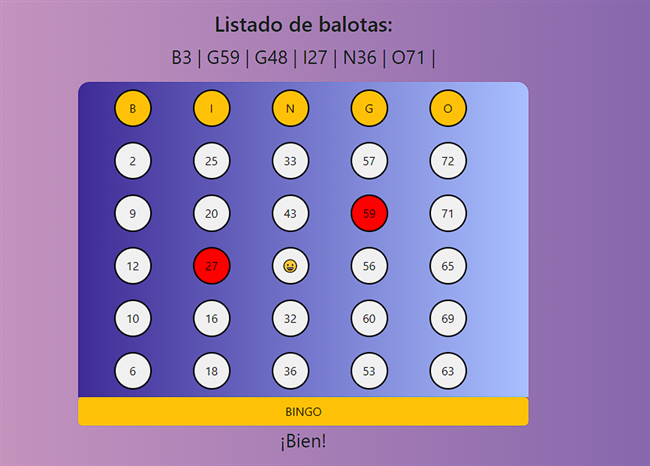 Listado de balotas:
B3 | G59 | G48 | I27 | N36 | O71 |
B I N G O
2 25 33 57 72
9 20 43 59 71
12 27 56 65
10 16 32 60 69
6 18 36 53 63
BINGO
¡Bien!